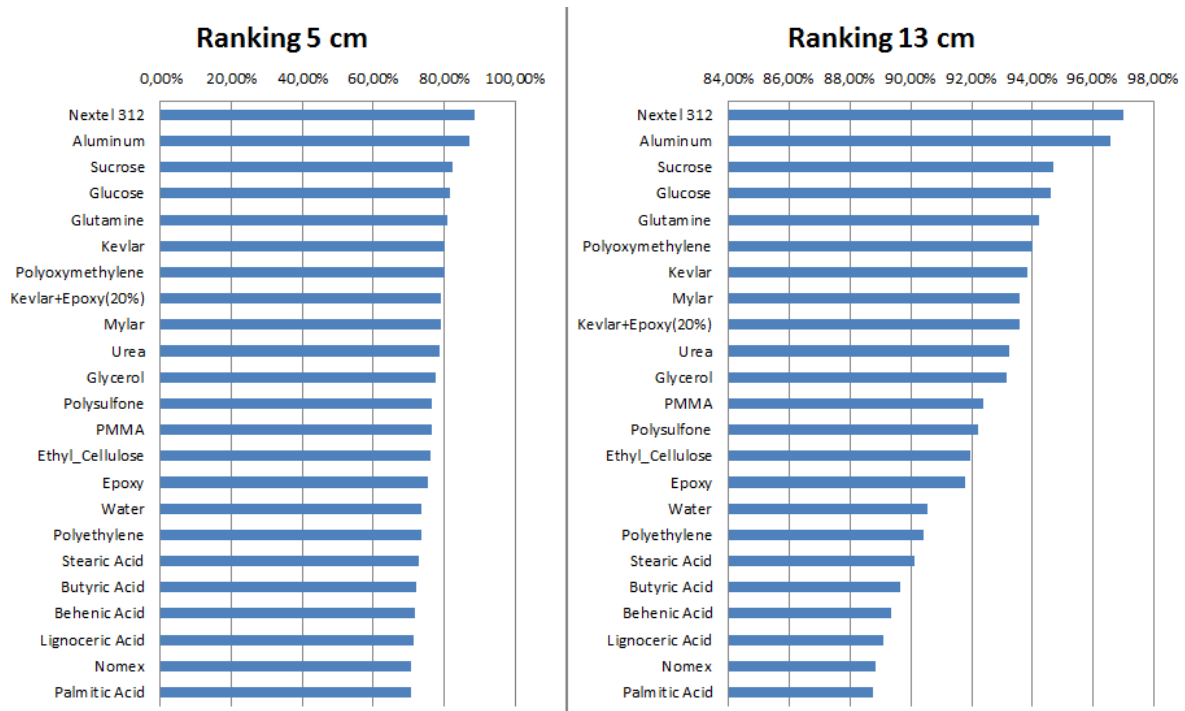 Ranking 5 cm
0,00% 20,00% 40,00% 60,00% 80,00% 100,00%
Nextel 312
Aluminum
Sucrose
Glucose
Glutamine
Kevlar
Polyoxymethylene
Kevlar+Epoxy(20%)
Mylar
Urea
Glycerol
Polysulfone
PMMA
Ethyl_Cellulose
Epoxy
Water
Polyethylene
Stearic Acid
Butyric Acid
Behenic Acid
Lignoceric Acid
Nomex
Palmitic Acid
Ranking 13 cm
84,00% 86,00% 88,00% 90,00% 92,00% 94,00% 96,00% 98,00%
Nextel 312
Aluminum
Sucrose
Glucose
Glutamine
Polyoxymethylene
Kevlar
Mylar
Kevlar+Epoxy(20%)
Urea
Glycerol
PMMA
Polysulfone
Ethyl_Cellulose
Epoxy
Water
Polyethylene
Stearic Acid
Butyric Acid
Behenic Acid
Lignoceric Acid
Nomex
Palmitic Acid